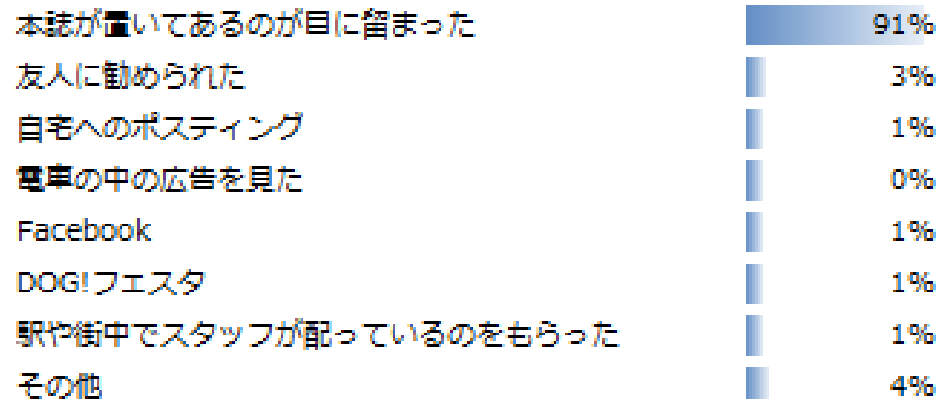 本誌が置いてあるのが目に留まった 91%
友人に勧められた 3%
自宅へのポスティング 1%
電車の中の広告を見た 0%
Facebook 1%
DOG!フェスタ 1%
駅や街中でスタッフが配っているのをもらった 1%
その他 4%